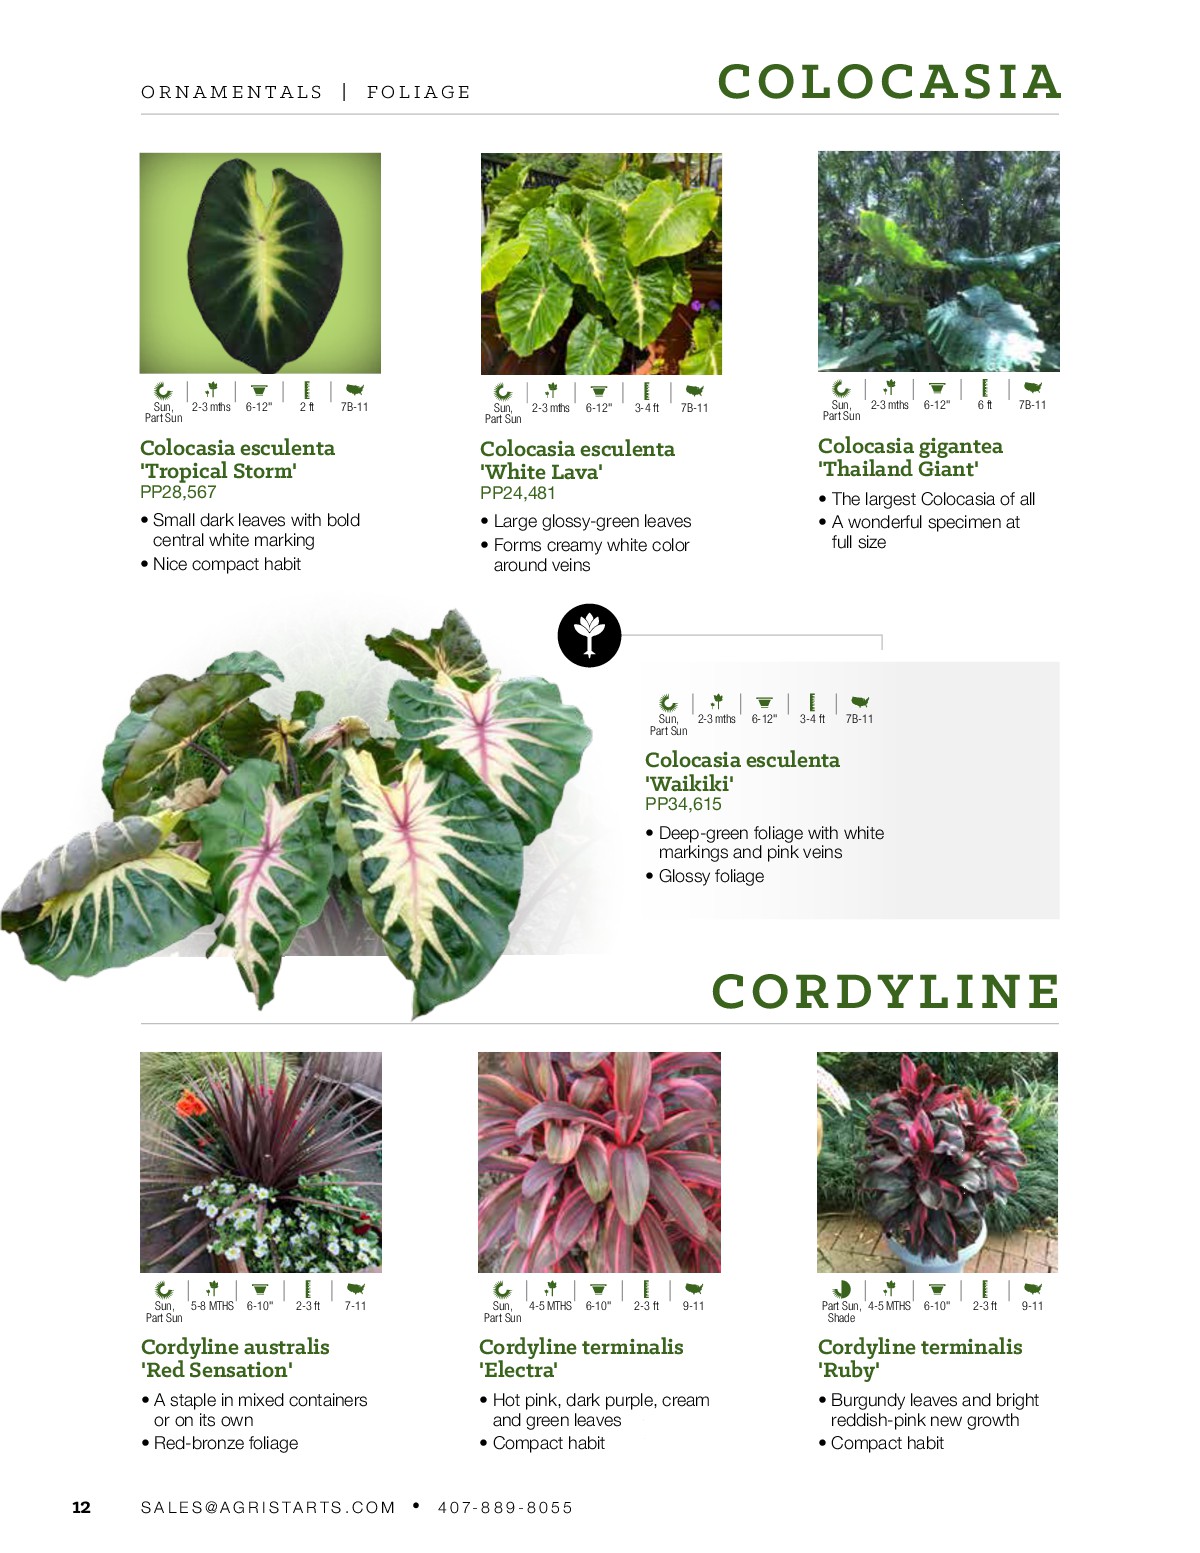 ORNAMENTALS | FOLIAGE
COLOCASIA
Sun,
Part Sun
2-3 mths
6-12"
2 ft
7B-11
Colocasia esculenta
'Tropical Storm'
PP28,567
• Small dark leaves with bold
central white marking
• Nice compact habit
Sun,
Part Sun
2-3 mths
6-12"
3-4 ft
7B-11
Colocasia esculenta
'White Lava'
PP24,481
• Large glossy-green leaves
• Forms creamy white color
around veins
Sun,
Part Sun
2-3 mths
6-12"
6 ft
7B-11
Colocasia gigantea
'Thailand Giant'
• The largest Colocasia of all
• A wonderful specimen at
full size
Sun,
Part Sun
2-3 mths
6-12"
3-4 ft
7B-11
Colocasia esculenta
'Waikiki'
PP34,615
• Deep-green foliage with white
markings and pink veins
• Glossy foliage
CORDYLINE
Sun,
Part Sun
5-8 MTHS
6-10"
2-3 ft
7-11
Cordyline australis
'Red Sensation'
• A staple in mixed containers
or on its own
• Red-bronze foliage
Sun,
Part Sun
4-5 MTHS
6-10"
2-3 ft
9-11
Cordyline terminalis
'Electra'
• Hot pink, dark purple, cream
and green leaves
• Compact habit
Part Sun,
Shade
4-5 MTHS
6-10"
2-3 ft
9-11
Cordyline terminalis
'Ruby'
• Burgundy leaves and bright
reddish-pink new growth
• Compact habit
12 SALES@AGRISTARTS.COM • 407-889-8055